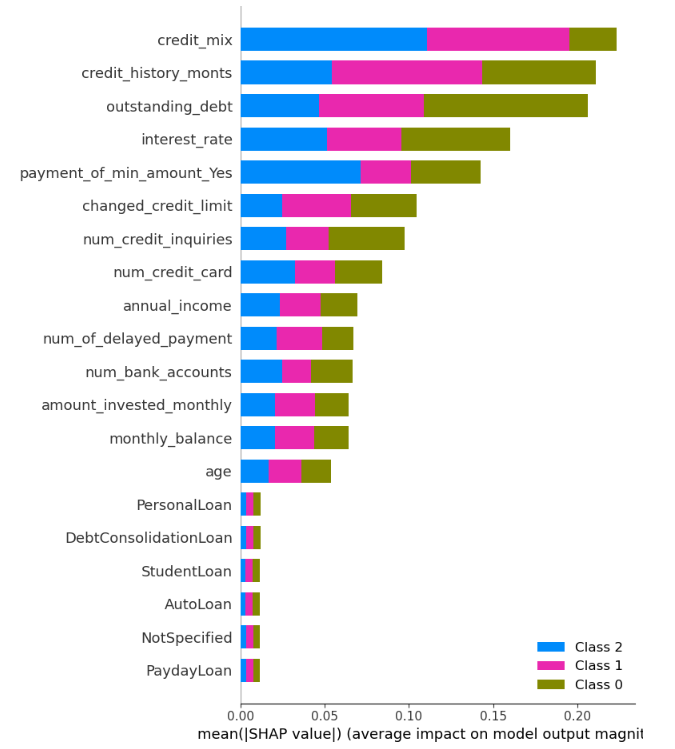 credit_mix
credit_history_monts
outstanding_debt
interest_rate
payment_of_min_amount_Yes
changed_credit_limit
num_credit_inquiries
num_credit_card
annual_income
num_of_delayed_payment
num_bank_accounts
amount_invested_monthly
monthly_balance
age
PersonalLoan
DebtConsolidationLoan
StudentLoan
AutoLoan
NotSpecified
PaydayLoan
Class 2
Class 1
Class 0
0.00 0.05 0.10 0.15 0.20
mean(|SHAP value|) (average impact on model output magnit